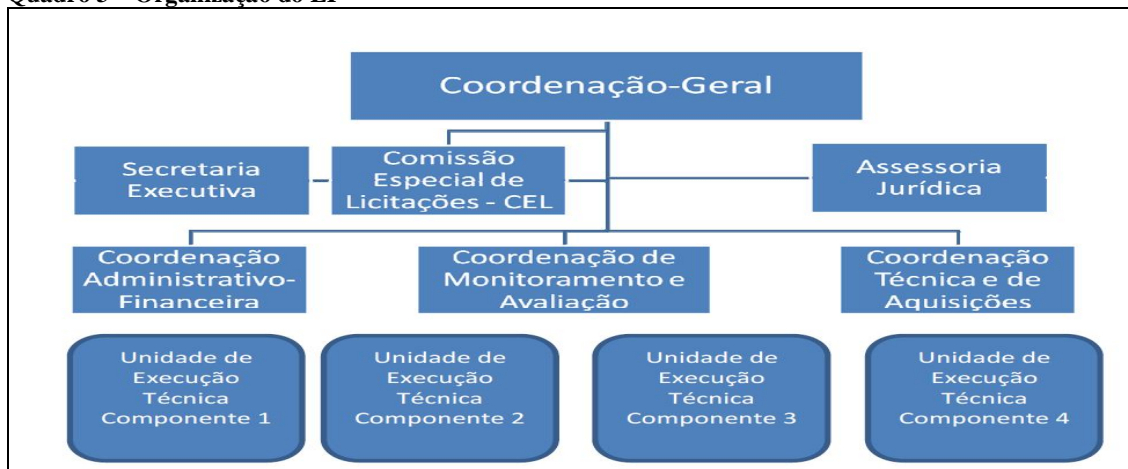 Coordenação-Geral
Secretaria
Executiva
Comissão
Especial de
Licitações - CEL
Assessoria
Jurídica
Coordenação
Administrativo-
Financeira
Coordenação de
Monitoramento e
Avaliação
Coordenação
Técnica e de
Aquisições
Unidade de
Execução
Técnica
Componente 1
Unidade de
Execução
Técnica
Componente 2
Unidade de
Execução
Técnica
Componente 3
Unidade de
Execução
Técnica
Componente 4